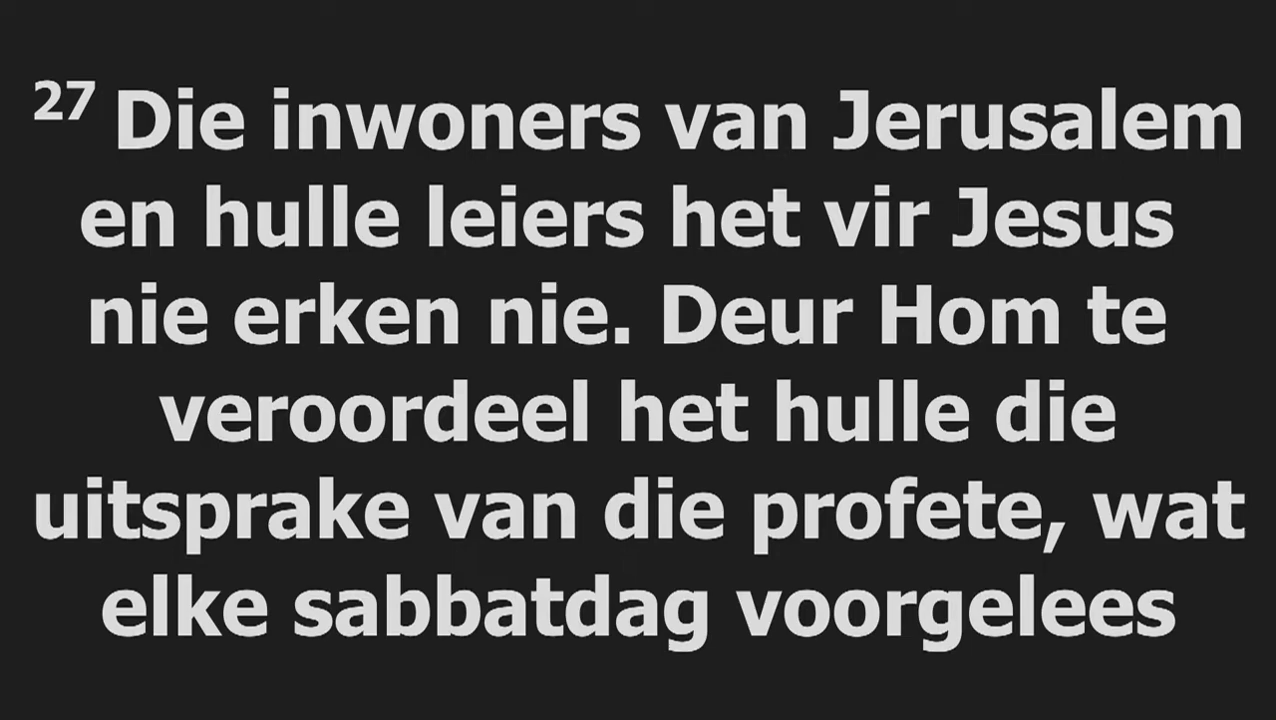 27 Die inwoners van Jerusalem
en hulle leiers het vir Jesus
nie erken nie. Deur Hom te
veroordeel het hulle die
uitsprake van die profete, wat
elke sabbatdag voorgelees